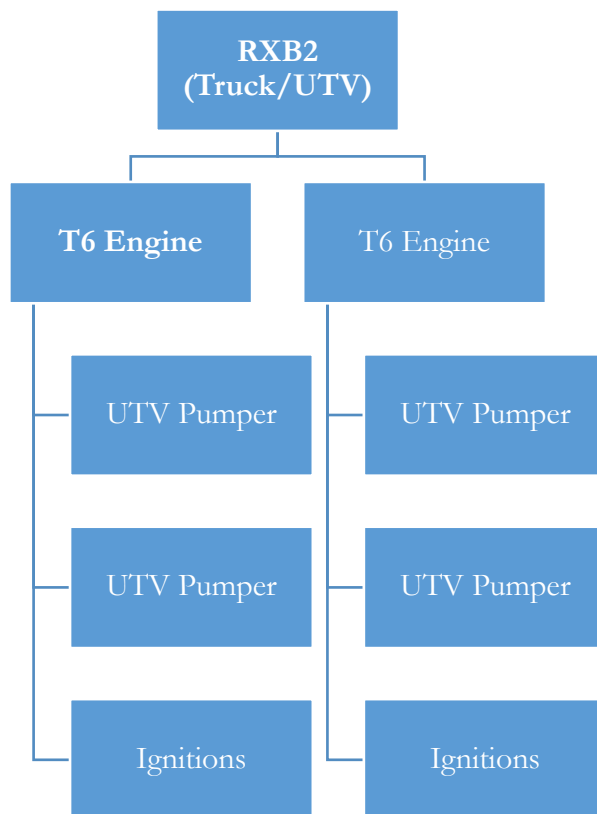 RXB2
(Truck/UTV)
T6 Engine
T6 Engine
UTV Pumper
UTV Pumper
UTV Pumper
UTV Pumper
Ignitions
Ignitions